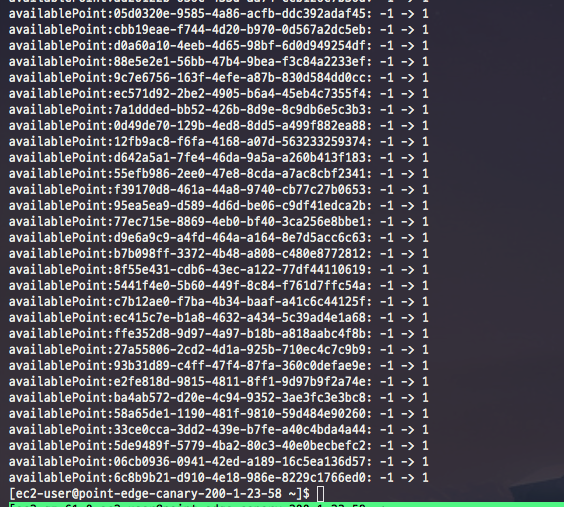 availablePoint:05d0320e-9585-4a86-acfb-ddc392adaf45: -1 -> 1
availablePoint:cbb19eae-f744-4d20-b970-0d567a2dc5eb: -1 -> 1
availablePoint:d0a60a10-4eeb-4d65-98bf-6d0d949254df: -1 -> 1
availablePoint:88e5e2e1-56bb-47b4-9bea-f3c84a2233ef: -1 -> 1
availablePoint:9c7e6756-163f-4efe-a87b-830d584dd0cc: -1 -> 1
availablePoint:ec571d92-2be2-4905-b6a4-45eb4c7355f4: -1 -> 1
availablePoint:7a1ddded-bb52-426b-8d9e-8c9db6e5c3b3: -1 -> 1
availablePoint:0d49de70-129b-4ed8-8dd5-a499f882ea88: -1 -> 1
availablePoint:12fb9ac8-f6fa-4168-a07d-563233259374: -1 -> 1
availablePoint:d642a5a1-7fe4-46da-9a5a-a260b413f183: -1 -> 1
availablePoint:55efb986-2ee0-47e8-8cda-a7ac8cbf2341: -1 -> 1
availablePoint:f39170d8-461a-44a8-9740-cb77c27b0653: -1 -> 1
availablePoint:95ea5ea9-d589-4d6d-be06-c9df41edca2b: -1 -> 1
availablePoint:77ec715e-8869-4eb0-bf40-3ca256e8bbe1: -1 -> 1
availablePoint:d9e6a9c9-a4fd-464a-a164-8e7d5acc6c63: -1 -> 1
availablePoint:b7b098ff-3372-4b48-a808-c480e8772812: -1 -> 1
availablePoint:8f55e431-cdb6-43ec-a122-77df44110619: -1 -> 1
availablePoint:5441f4e0-5b60-449f-8c84-f761d7ffc54a: -1 -> 1
availablePoint:c7b12ae0-f7ba-4b34-baaf-a41c6c44125f: -1 -> 1
availablePoint:ec415c7e-b1a8-4632-a434-5c39ad4e1a68: -1 -> 1
availablePoint:ffe352d8-9d97-4a97-b18b-a818aabc4f8b: -1 -> 1
availablePoint:27a55806-2cd2-4d1a-925b-710ec4c7c9b9: -1 -> 1
availablePoint:93b31d89-c4ff-47f4-87fa-360c0defae9e: -1 -> 1
availablePoint:e2fe818d-9815-4811-8ff1-9d97b9f2a74e: -1 -> 1
availablePoint:ba4ab572-d20e-4c94-9352-3ae3fc3e3bc8: -1 -> 1
availablePoint:58a65de1-1190-481f-9810-59d484e90260: -1 -> 1
availablePoint:33ce0cca-3dd2-439e-b7fe-a40c4bda4a44: -1 -> 1
availablePoint:5de9489f-5779-4ba2-80c3-40e0becbefc2: -1 -> 1
availablePoint:06cb0936-0941-42ed-a189-16c5ea136d57: -1 -> 1
availablePoint:6c8b9b21-d910-4e18-986e-8229c1766ed0: -1 -> 1
[ec2-user@point-edge-canary-200-1-23-58 ~]$